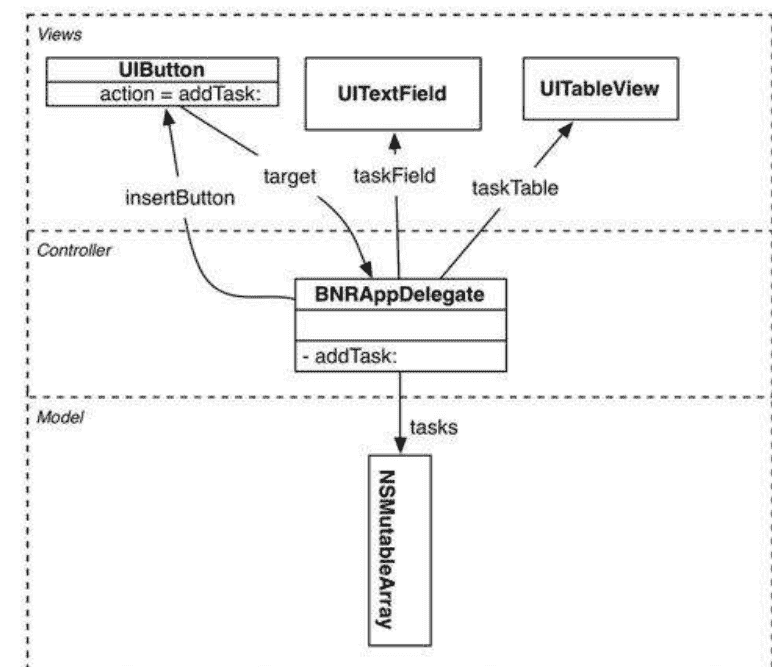 Views
UIButton
action = addTask:
UITextField
UITableView
insertButton
target
taskField
taskTable
Controller
BNRAppDelegate
- addTask:
Model
tasks
NSMutableArray